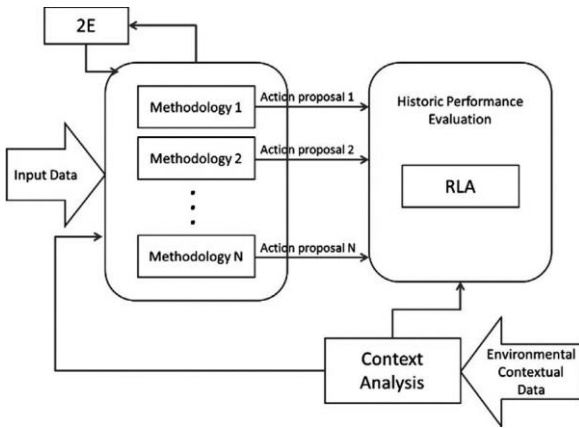 2E
Methodology 1
Action proposal 1
Historic Performance
Evaluation
Methodology 2
Action proposal 2
Input Data
RLA
Methodology N
Action proposal N
Context
Analysis
Environmental
Contextual
Data